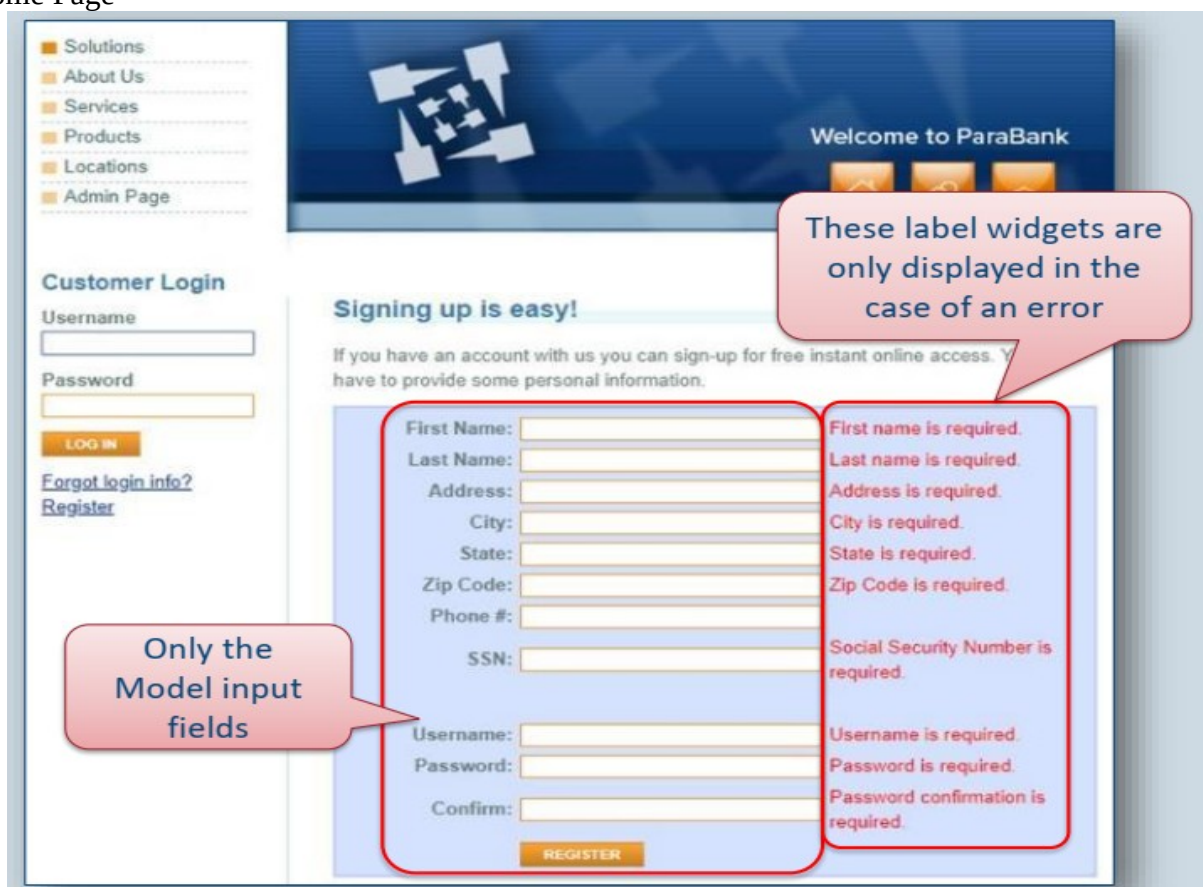 Page
Solutions
About Us
Services
Products
Locations
Admin Page
Welcome to ParaBank
These label widgets are
only displayed in the
case of an error
Customer Login
Username
Password
LOG IN
Forgot login info?
Register
Signing up is easy!
If you have an account with us you can sign-up for free instant online access. Y
have to provide some personal information.
First Name:
First name is required.
Last Name:
Last name is required.
Address:
Address is required.
City:
City is required.
State:
State is required.
Zip Code:
Zip Code is required.
Phone #:
SSN:
Social Security Number is
required.
Only the
Model input
fields
Username:
Username is required.
Password:
Password is required.
Confirm:
Password confirmation is
required.
REGISTER